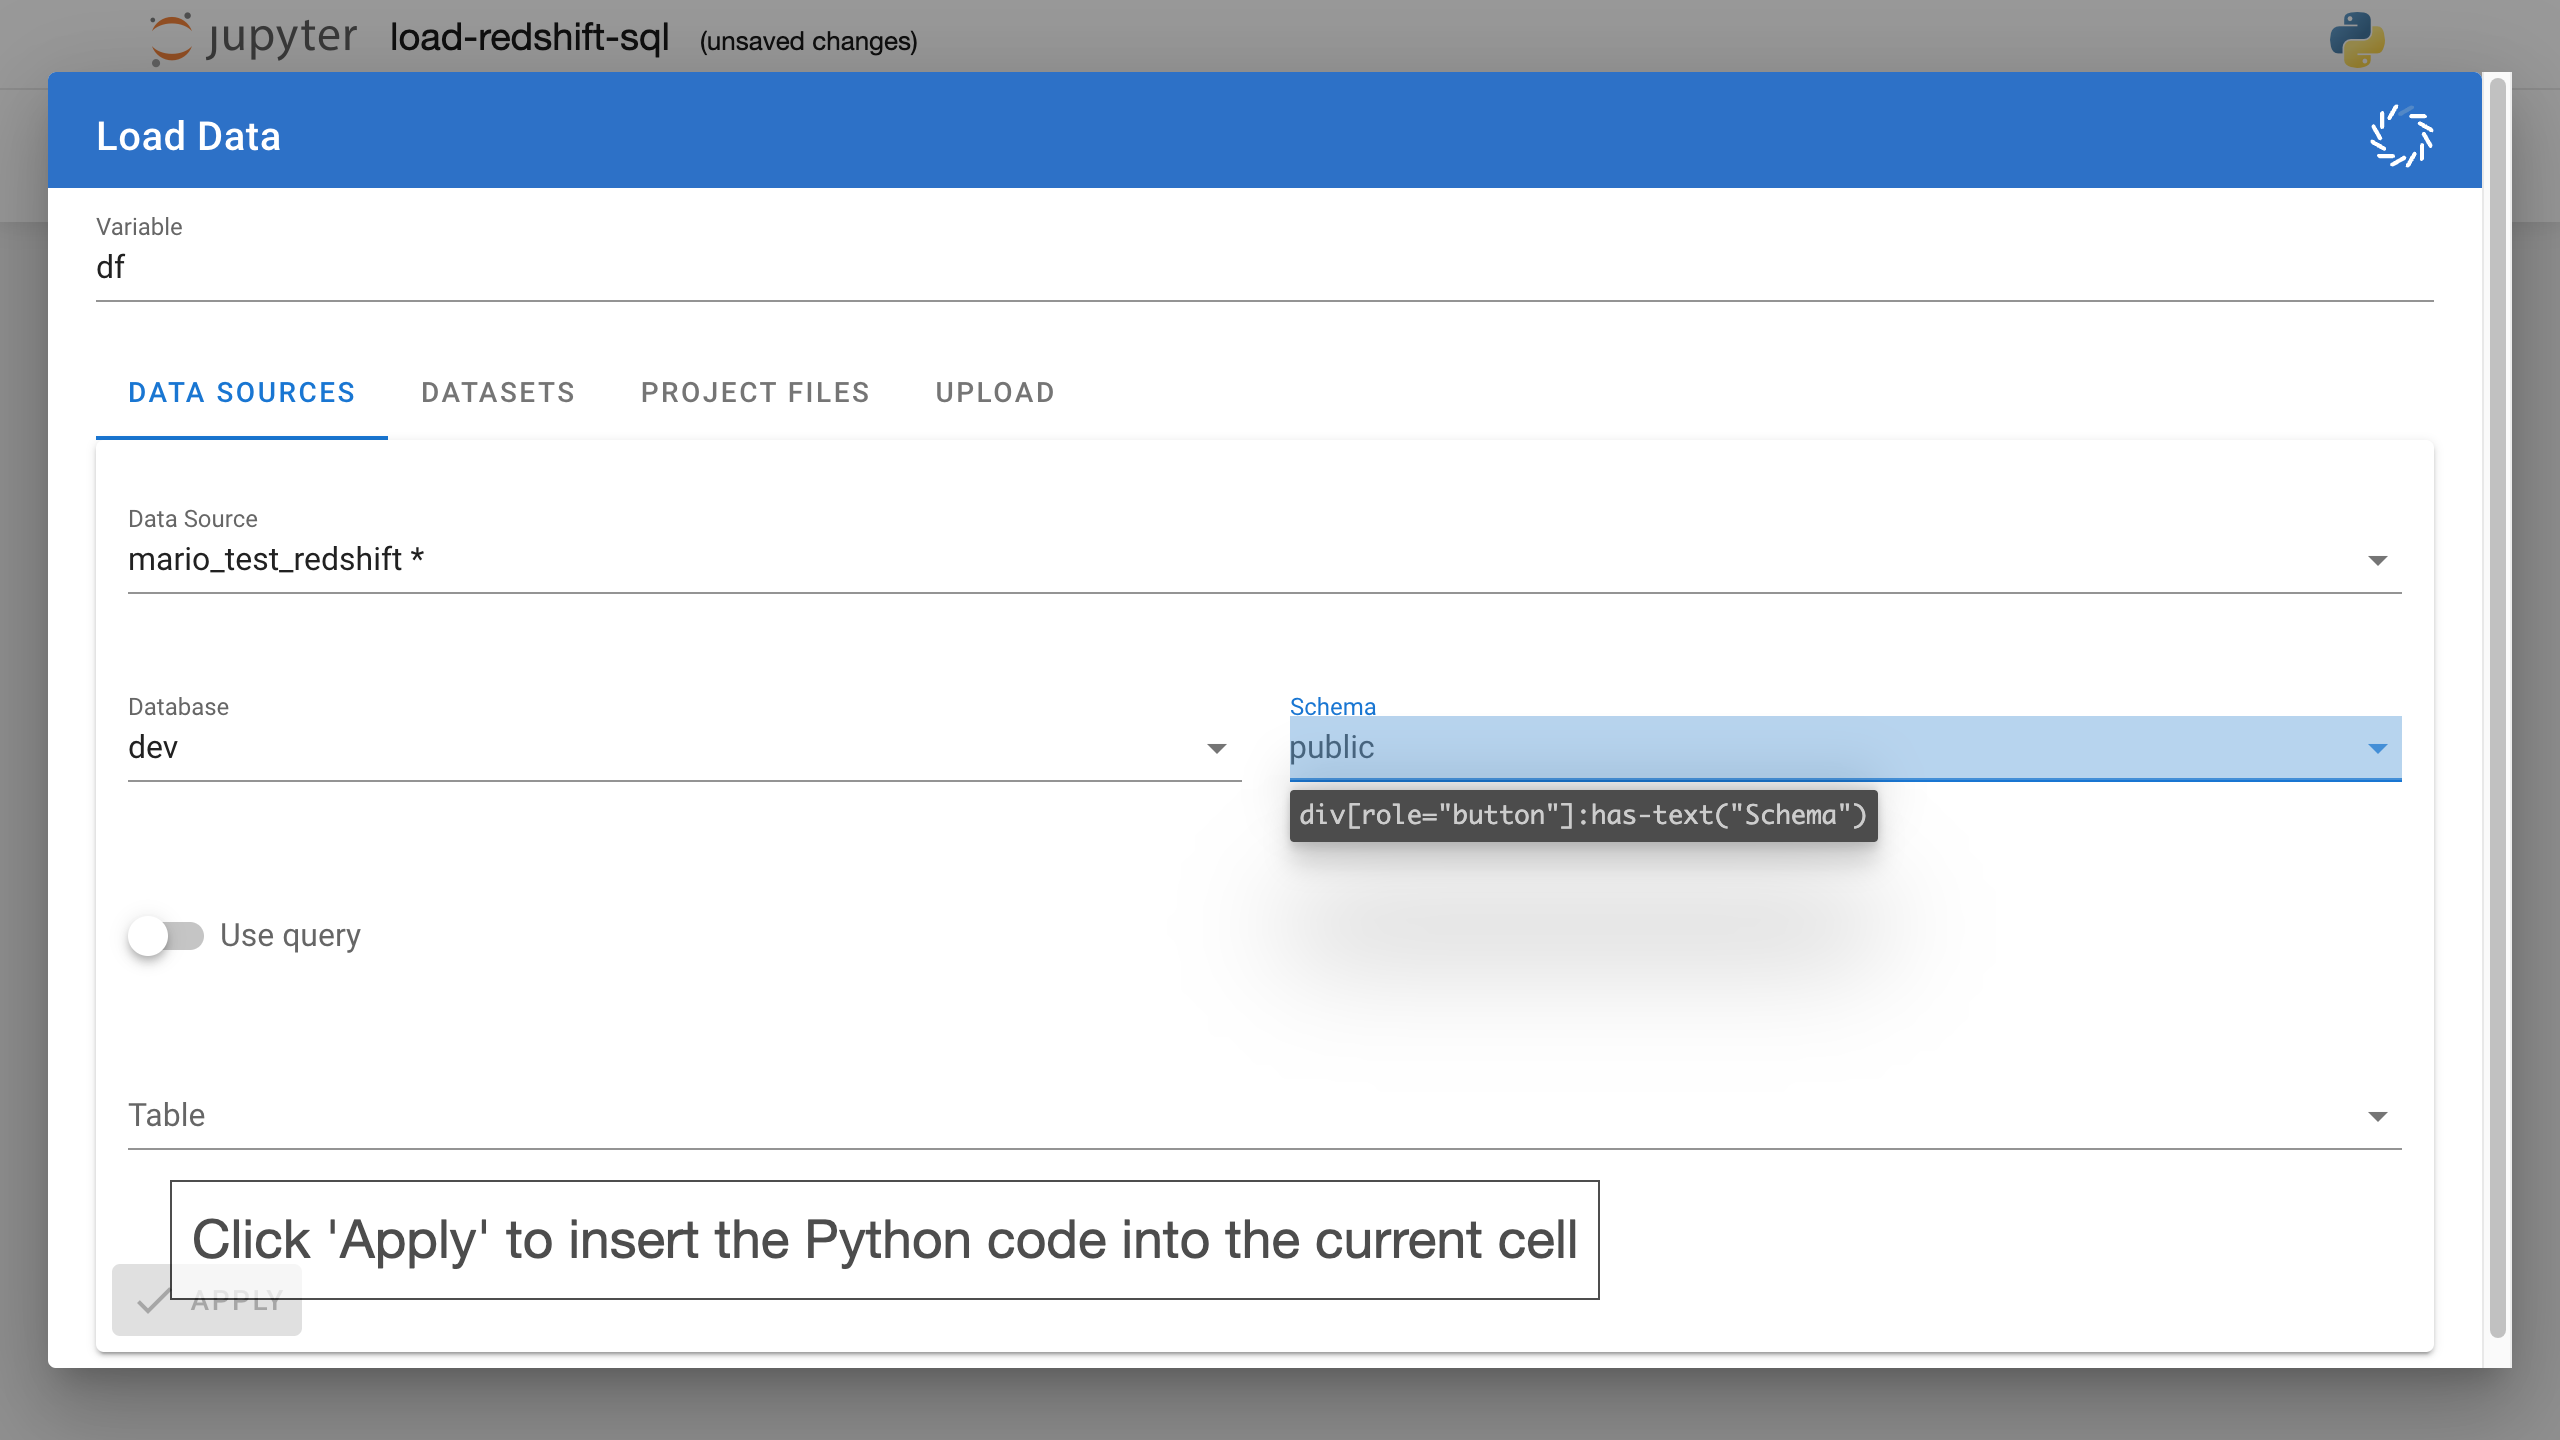 jupyter load-redshift-sql (unsaved changes)
Load Data
Variable
df
DATA SOURCES DATASETS PROJECT FILES UPLOAD
Data Source
mario_test_redshift *
Database Schema
dev public
div[role="button"]:has-text("Schema")
Use query
Table
Click 'Apply' to insert the Python code into the current cell
APPLY